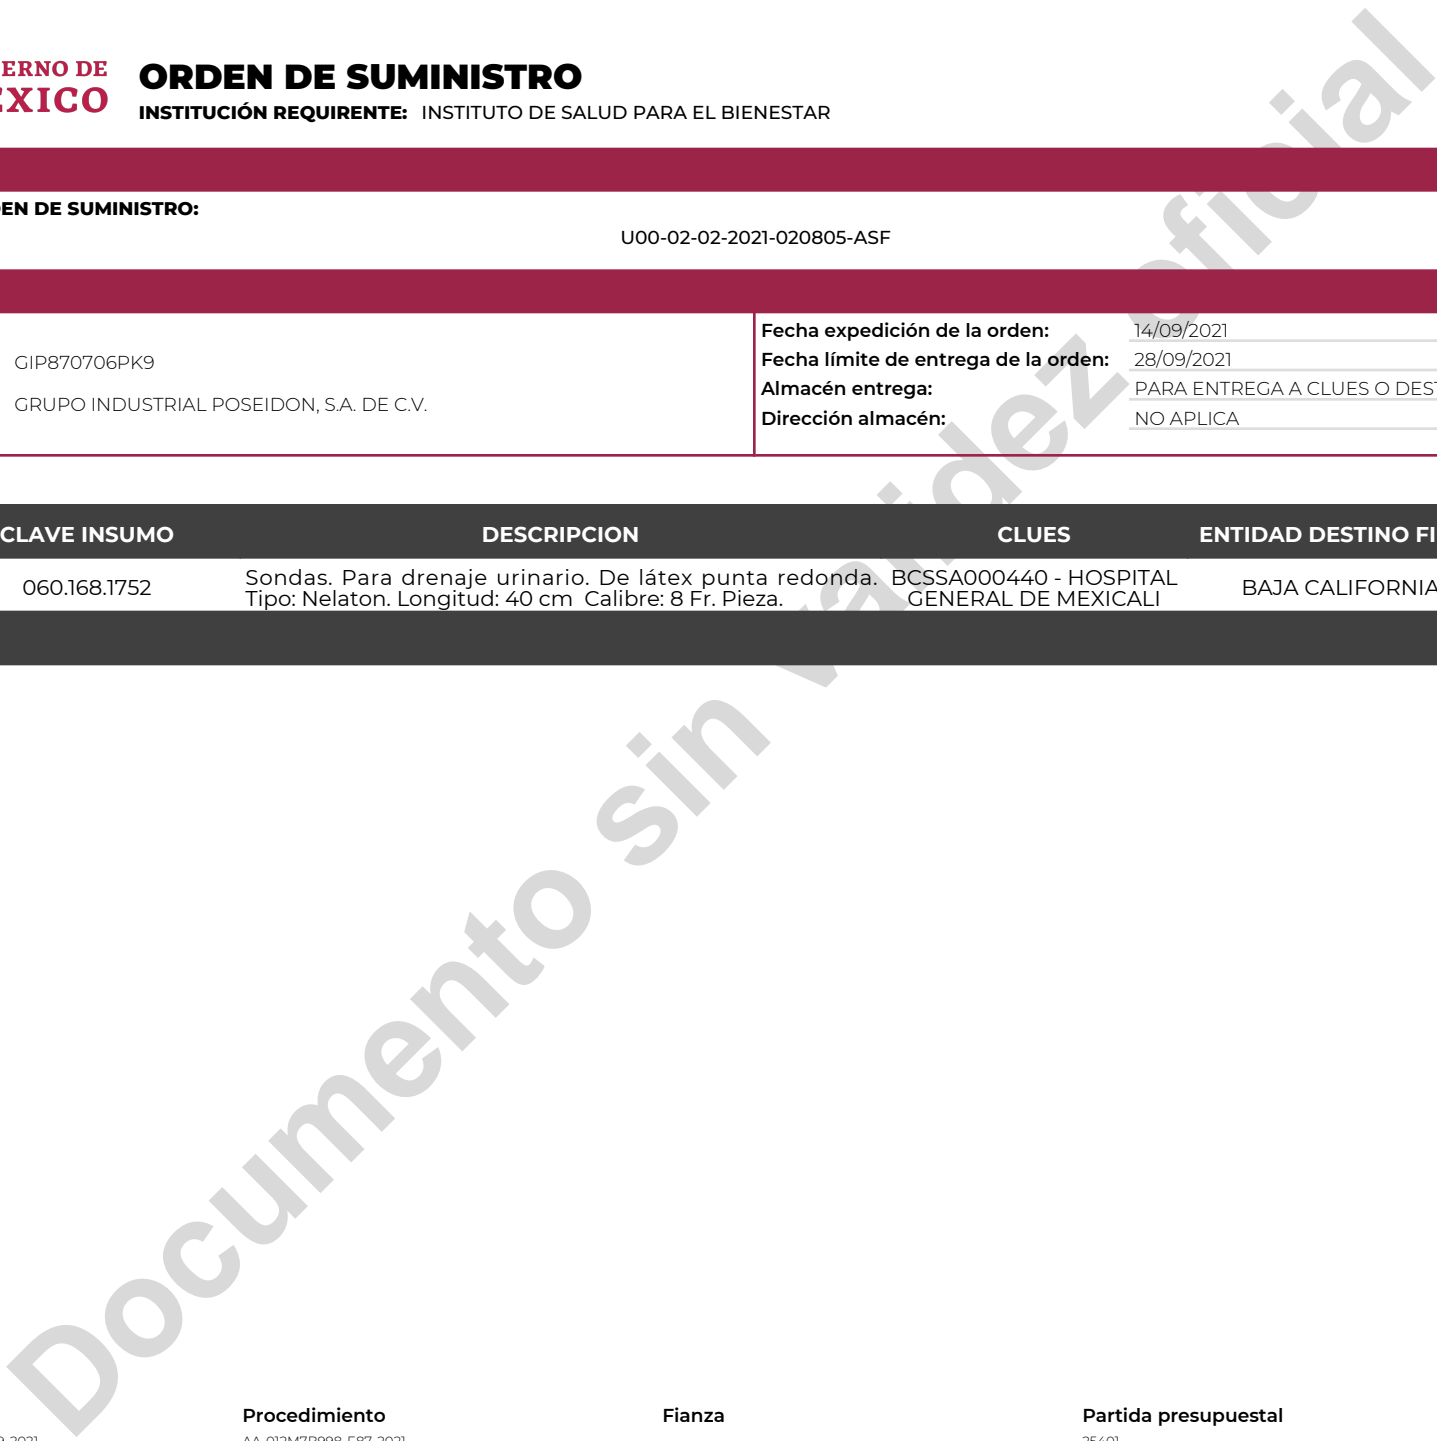 ERNO DE
EXICO
ORDEN DE SUMINISTRO
INSTITUCIÓN REQUIRENTE: INSTITUTO DE SALUD PARA EL BIENESTAR
EN DE SUMINISTRO:
U00-02-02-2021-020805-ASF
GIP870706PK9
GRUPO INDUSTRIAL POSEIDON, S.A. DE C.V.
Fecha expedición de la orden: 14/09/2021
Fecha límite de entrega de la orden: 28/09/2021
Almacén entrega: PARA ENTREGA A CLUES O DEST
Dirección almacén: NO APLICA
CLAVE INSUMO DESCRIPCION CLUES ENTIDAD DESTINO FI
060.168.1752
Sondas. Para drenaje urinario. De látex punta redonda.
Tipo: Nelaton. Longitud: 40 cm Calibre: 8 Fr. Pieza.
BCSSA000440 - HOSPITAL
GENERAL DE MEXICALI
BAJA CALIFORNIA
Documento sin validez oficial
Procedimiento Fianza Partida presupuestal